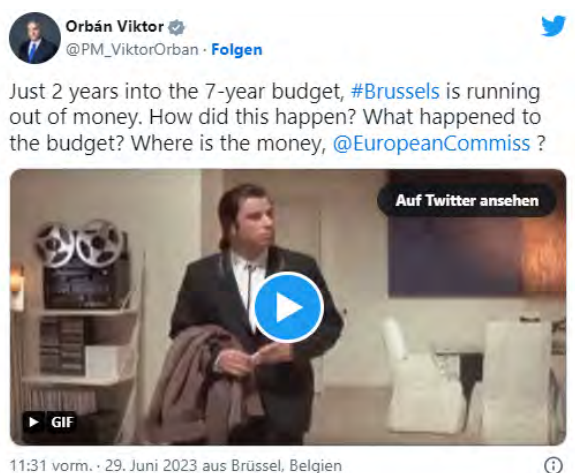 Orbán Viktor
@PM_ViktorOrban · Folgen
Just 2 years into the 7-year budget, #Brussels is running
out of money. How did this happen? What happened to
the budget? Where is the money, @EuropeanCommiss ?
Auf Twitter ansehen
GIF
11:31 vorm. · 29. Juni 2023 aus Brüssel, Belgien